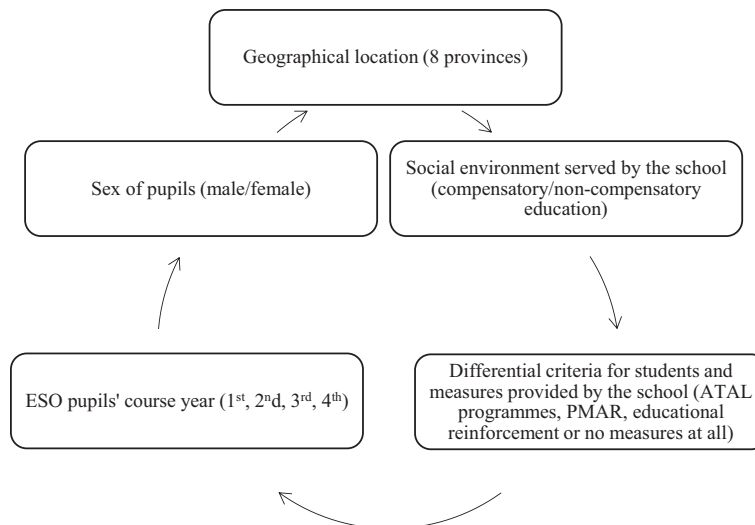 Geographical location (8 provinces)
Sex of pupils (male/female)
Social environment served by the school
(compensatory/non-compensatory
education)
ESO pupils' course year (1st, 2nd, 3rd, 4th)
Differential criteria for students and
measures provided by the school (ATAL
programmes, PMAR, educational
reinforcement or no measures at all)